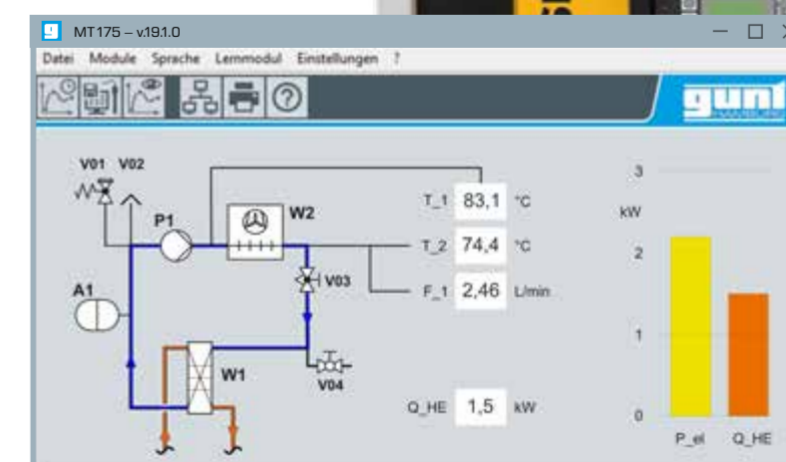 MT175 – v.19.1.0
Datei Module Sprache Lernmodul Einstellungen ?
gunt
V01 V02
P1
W2
T_1 83,1 °C
T_2 74,4 °C
V03
F_1 2,46 L/min
A1
W1
V04
Q_HE 1,5 kW
3
kW
2
1
0
P_el Q_HE